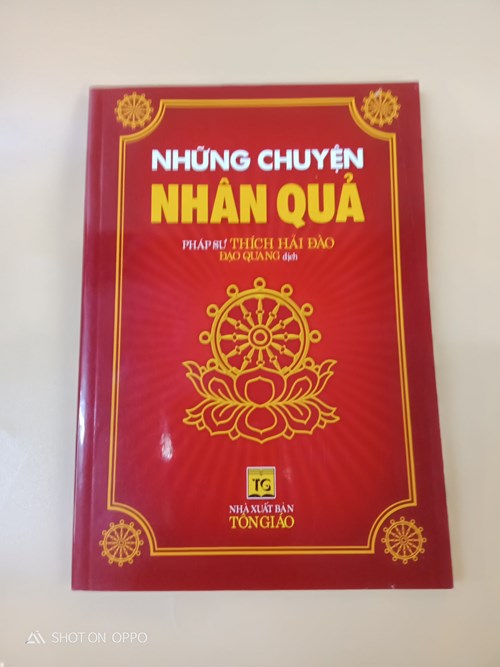 NHỮNG CHUYỆN
NHÂN QUẢ
PHÁP SƯ THÍCH HẢI ĐÀO
ĐẠO QUANG dịch
TG
NHÀ XUẤT BẢN
TÔN GIÁO
SHOT ON OPPO